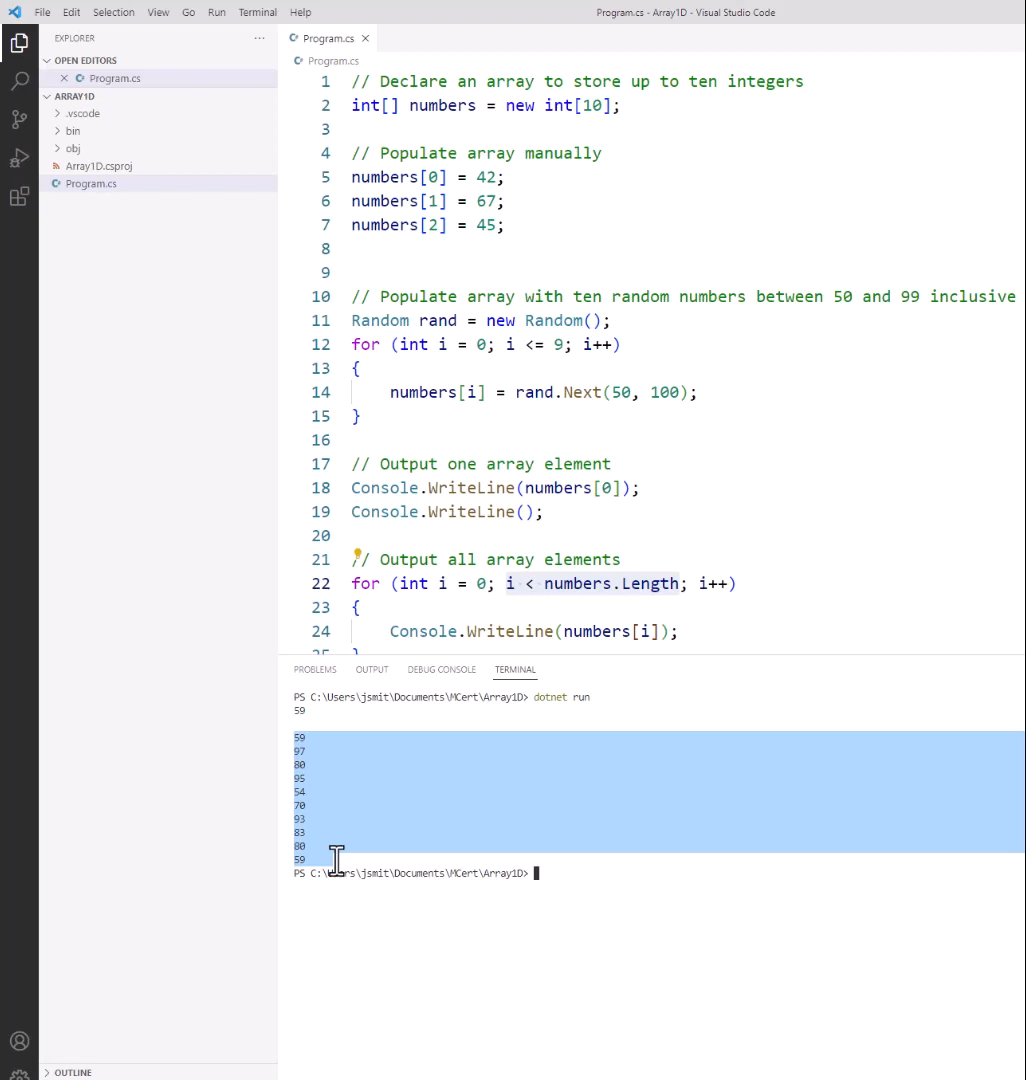 File Edit Selection View Go Run Terminal Help
Program.cs - Array1D - Visual Studio Code
EXPLORER
OPEN EDITORS
Program.cs
ARRAY1D
.vscode
bin
obj
Array1D.csproj
Program.cs
OUTLINE
Program.cs
Program.cs
1 // Declare an array to store up to ten integers
2 int[] numbers = new int[10];
3
4 // Populate array manually
5 numbers[0] = 42;
6 numbers[1] = 67;
7 numbers[2] = 45;
8
9
10 // Populate array with ten random numbers between 50 and 99 inclusive
11 Random rand = new Random();
12 for (int i = 0; i <= 9; i++)
13 {
14 numbers[i] = rand.Next(50, 100);
15 }
16
17 // Output one array element
18 Console.WriteLine(numbers[0]);
19 Console.WriteLine();
20
21 // Output all array elements
22 for (int i = 0; i < numbers.Length; i++)
23 {
24 Console.WriteLine(numbers[i]);
25 }
PROBLEMS OUTPUT DEBUG CONSOLE TERMINAL
PS C:\Users\jsmit\Documents\MCert\Array1D> dotnet run
59
59
97
80
95
54
70
93
83
80
59
PS C:\Users\jsmit\Documents\MCert\Array1D>